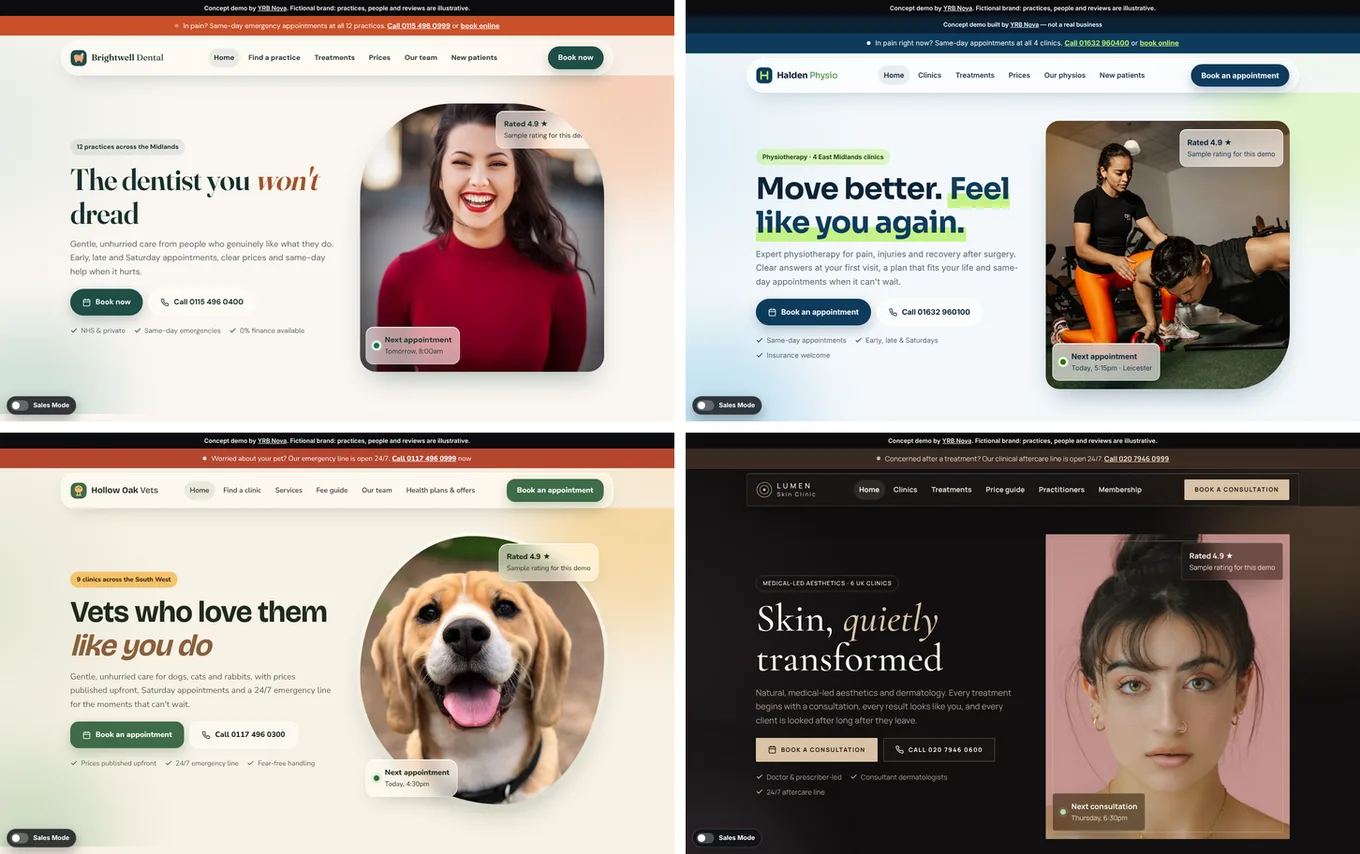 Concept demo by YRB Nova. Fictional brand: practices, people and reviews are illustrative.
In pain? Same-day emergency appointments at all 12 practices. Call 0115 496 0999 or book online
Brightwell Dental
Home
Find a practice
Treatments
Prices
Our team
New patients
Book now
12 practices across the Midlands
The dentist you won't
dread
Gentle, unhurried care from people who genuinely like what they do.
Early, late and Saturday appointments, clear prices and same-day
help when it hurts.
Book now
Call 0115 496 0400
NHS & private
Same-day emergencies
0% finance available
Rated 4.9 ★
Sample rating for this de
Next appointment
Tomorrow, 8:00am
Sales Mode
Concept demo by YRB Nova. Fictional brand: practices, people and reviews are illustrative.
Concept demo built by YRB Nova — not a real business
In pain right now? Same-day appointments at all 4 clinics. Call 01632 960400 or book online
Halden Physio
Home
Clinics
Treatments
Prices
Our physios
New patients
Book an appointment
Physiotherapy · 4 East Midlands clinics
Move better. Feel
like you again.
Expert physiotherapy for pain, injuries and recovery after surgery.
Clear answers at your first visit, a plan that fits your life and same-
day appointments when it can't wait.
Book an appointment
Call 01632 960100
Same-day appointments
Early, late & Saturdays
Insurance welcome
Rated 4.9 ★
Sample rating for this demo
Next appointment
Today, 5:15pm · Leicester
Sales Mode
Concept demo by YRB Nova. Fictional brand: practices, people and reviews are illustrative.
Worried about your pet? Our emergency line is open 24/7. Call 0117 496 0999 now
Hollow Oak Vets
Home
Find a clinic
Services
Fee guide
Our team
Health plans & offers
Book an appointment
9 clinics across the South West
Vets who love them
like you do
Gentle, unhurried care for dogs, cats and rabbits, with prices
published upfront, Saturday appointments and a 24/7 emergency line
for the moments that can't wait.
Book an appointment
Call 0117 496 0300
Prices published upfront
24/7 emergency line
Fear-free handling
Rated 4.9 ★
Sample rating for this demo
Next appointment
Today, 4:30pm
Sales Mode
Concept demo by YRB Nova. Fictional brand: practices, people and reviews are illustrative.
Concerned after a treatment? Our clinical aftercare line is open 24/7. Call 020 7946 0999
LUMEN
Skin Clinic
Home
Clinics
Treatments
Price guide
Practitioners
Membership
BOOK A CONSULTATION
MEDICAL-LED AESTHETICS · 6 UK CLINICS
Skin, quietly
transformed
Natural, medical-led aesthetics and dermatology. Every treatment
begins with a consultation, every result looks like you, and every
client is looked after long after they leave.
BOOK A CONSULTATION
CALL 020 7946 0600
Doctor & prescriber-led
Consultant dermatologists
24/7 aftercare line
Rated 4.9 ★
Sample rating for this demo
Next consultation
Thursday, 6:30pm
Sales Mode